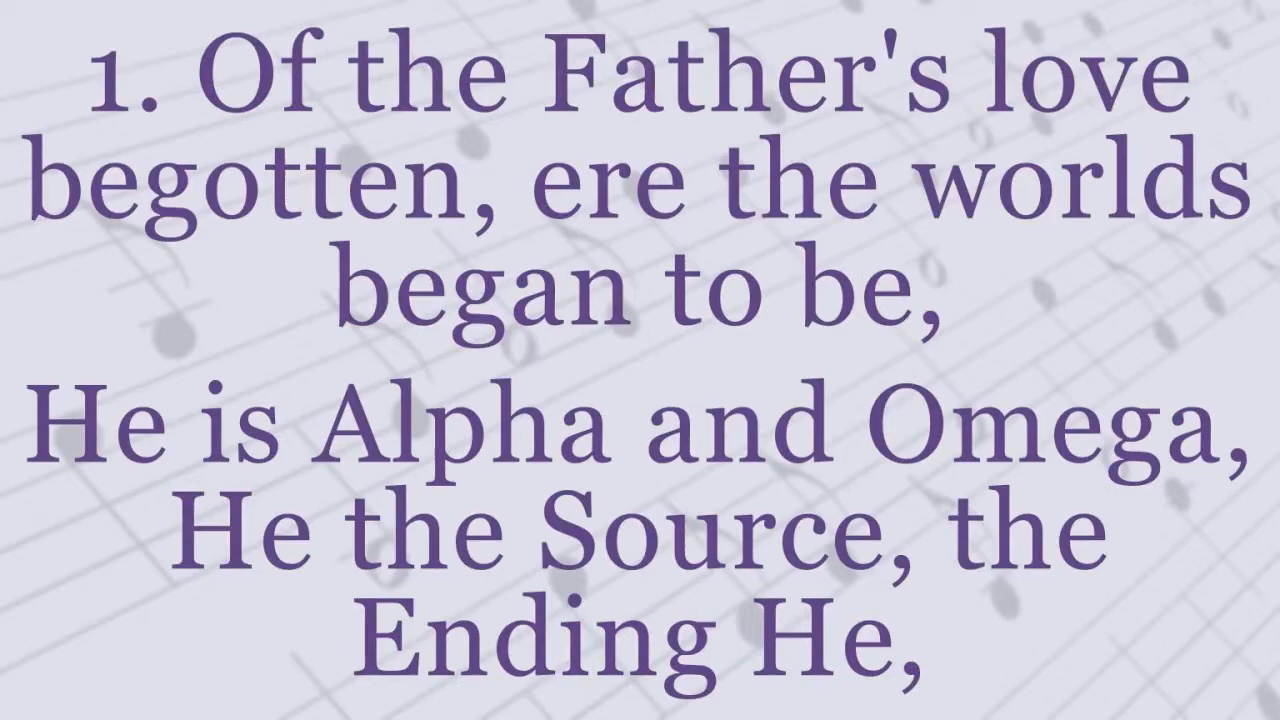 1. Of the Father's love
begotten, ere the worlds
began to be,
He is Alpha and Omega,
He the Source, the
Ending He,